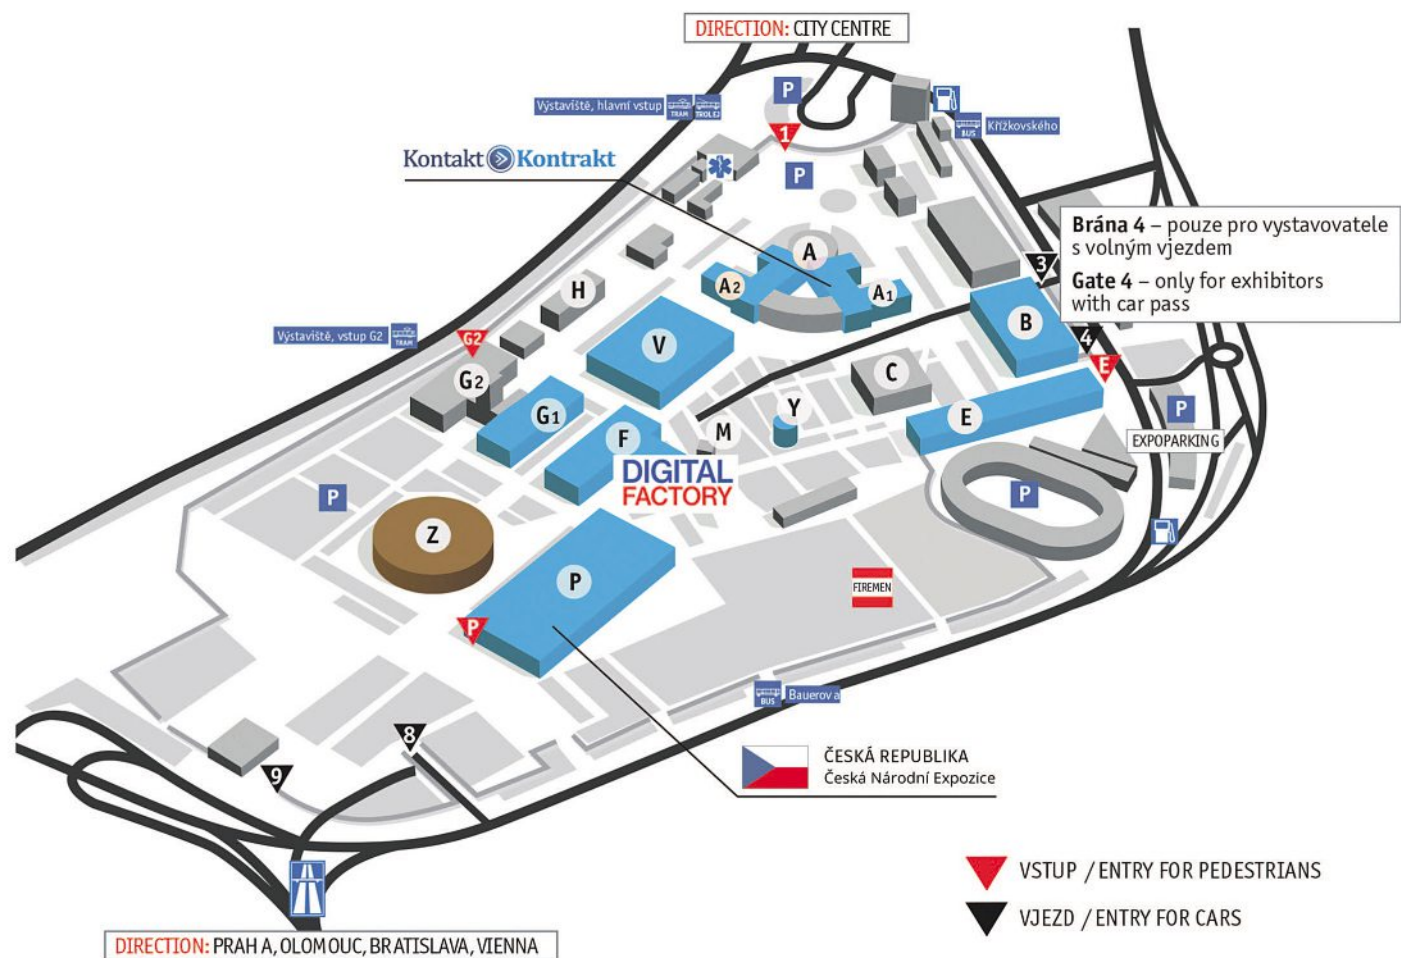 DIRECTION: CITY CENTRE
P
Výstaviště, hlavní vstup
TRAM
TROLEJ
BUS
Křížkovského
1
Kontakt Kontrakt
P
Brána 4 – pouze pro vystavovatele
s volným vjezdem
Gate 4 – only for exhibitors
with car pass
3
A
A2
A1
H
B
Výstaviště, vstup G2
TRAM
G2
V
4
E
G2
C
G1
Y
E
P
F
M
EXPOPARKING
DIGITAL
FACTORY
P
P
Z
P
FIREMEN
P
BUS
Bauerova
8
9
ČESKÁ REPUBLIKA
Česká Národní Expozice
VSTUP / ENTRY FOR PEDESTRIANS
VJEZD / ENTRY FOR CARS
DIRECTION: PRAH A, OLOMOUC, BRATISLAVA, VIENNA